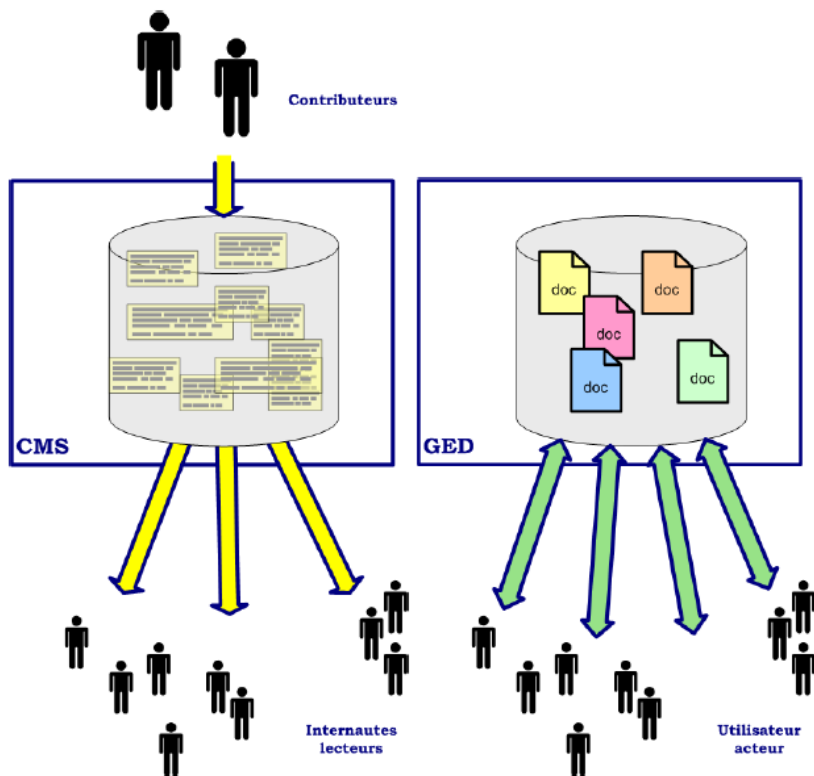 Contributeurs
CMS
Internautes
lecteurs
doc
doc
doc
doc
doc
GED
Utilisateur
acteur